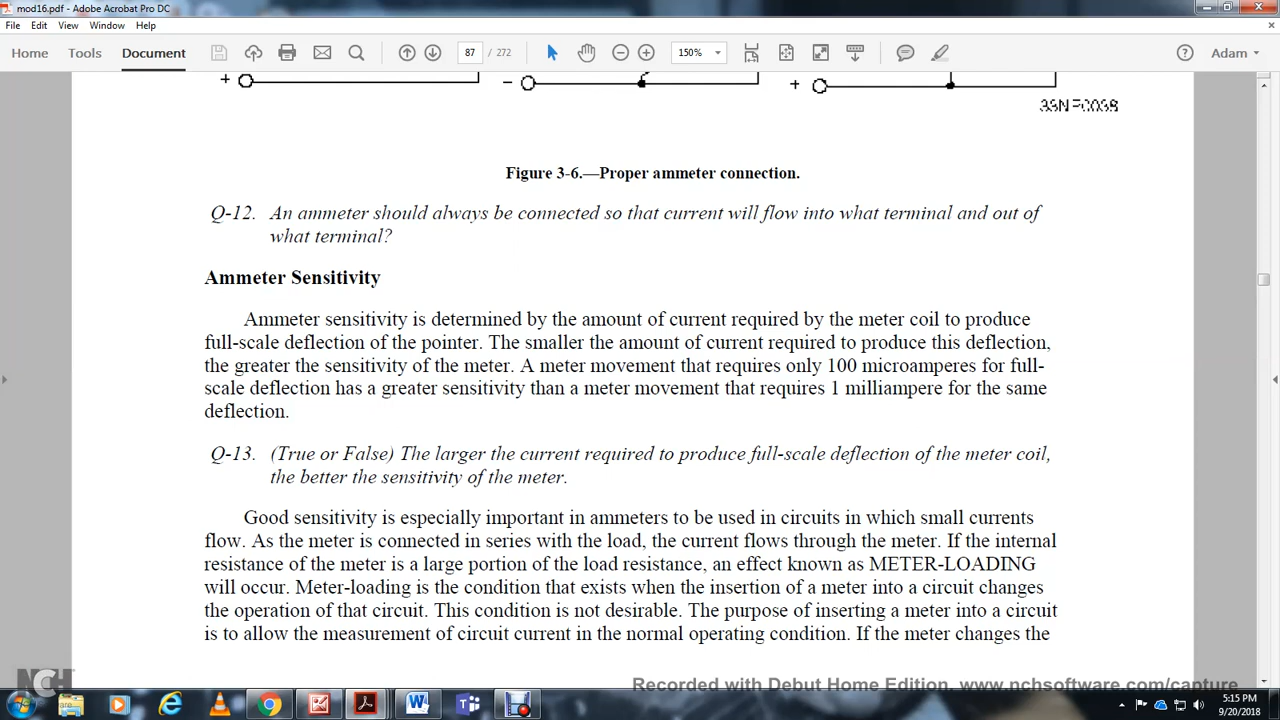 mod16.pdf - Adobe Acrobat Pro DC
File Edit View Window Help
Home Tools Document 87 / 272 150% Adam
+ − +
Figure 3-6.—Proper ammeter connection.
Q-12. An ammeter should always be connected so that current will flow into what terminal and out of
what terminal?
Ammeter Sensitivity
Ammeter sensitivity is determined by the amount of current required by the meter coil to produce
full-scale deflection of the pointer. The smaller the amount of current required to produce this deflection,
the greater the sensitivity of the meter. A meter movement that requires only 100 microamperes for full-
scale deflection has a greater sensitivity than a meter movement that requires 1 milliampere for the same
deflection.
Q-13. (True or False) The larger the current required to produce full-scale deflection of the meter coil,
the better the sensitivity of the meter.
Good sensitivity is especially important in ammeters to be used in circuits in which small currents
flow. As the meter is connected in series with the load, the current flows through the meter. If the internal
resistance of the meter is a large portion of the load resistance, an effect known as METER-LOADING
will occur. Meter-loading is the condition that exists when the insertion of a meter into a circuit changes
the operation of that circuit. This condition is not desirable. The purpose of inserting a meter into a circuit
is to allow the measurement of circuit current in the normal operating condition. If the meter changes the
NCH
Recorded with Debut Home Edition. www.nchsoftware.com/capture
5:15 PM
9/20/2018